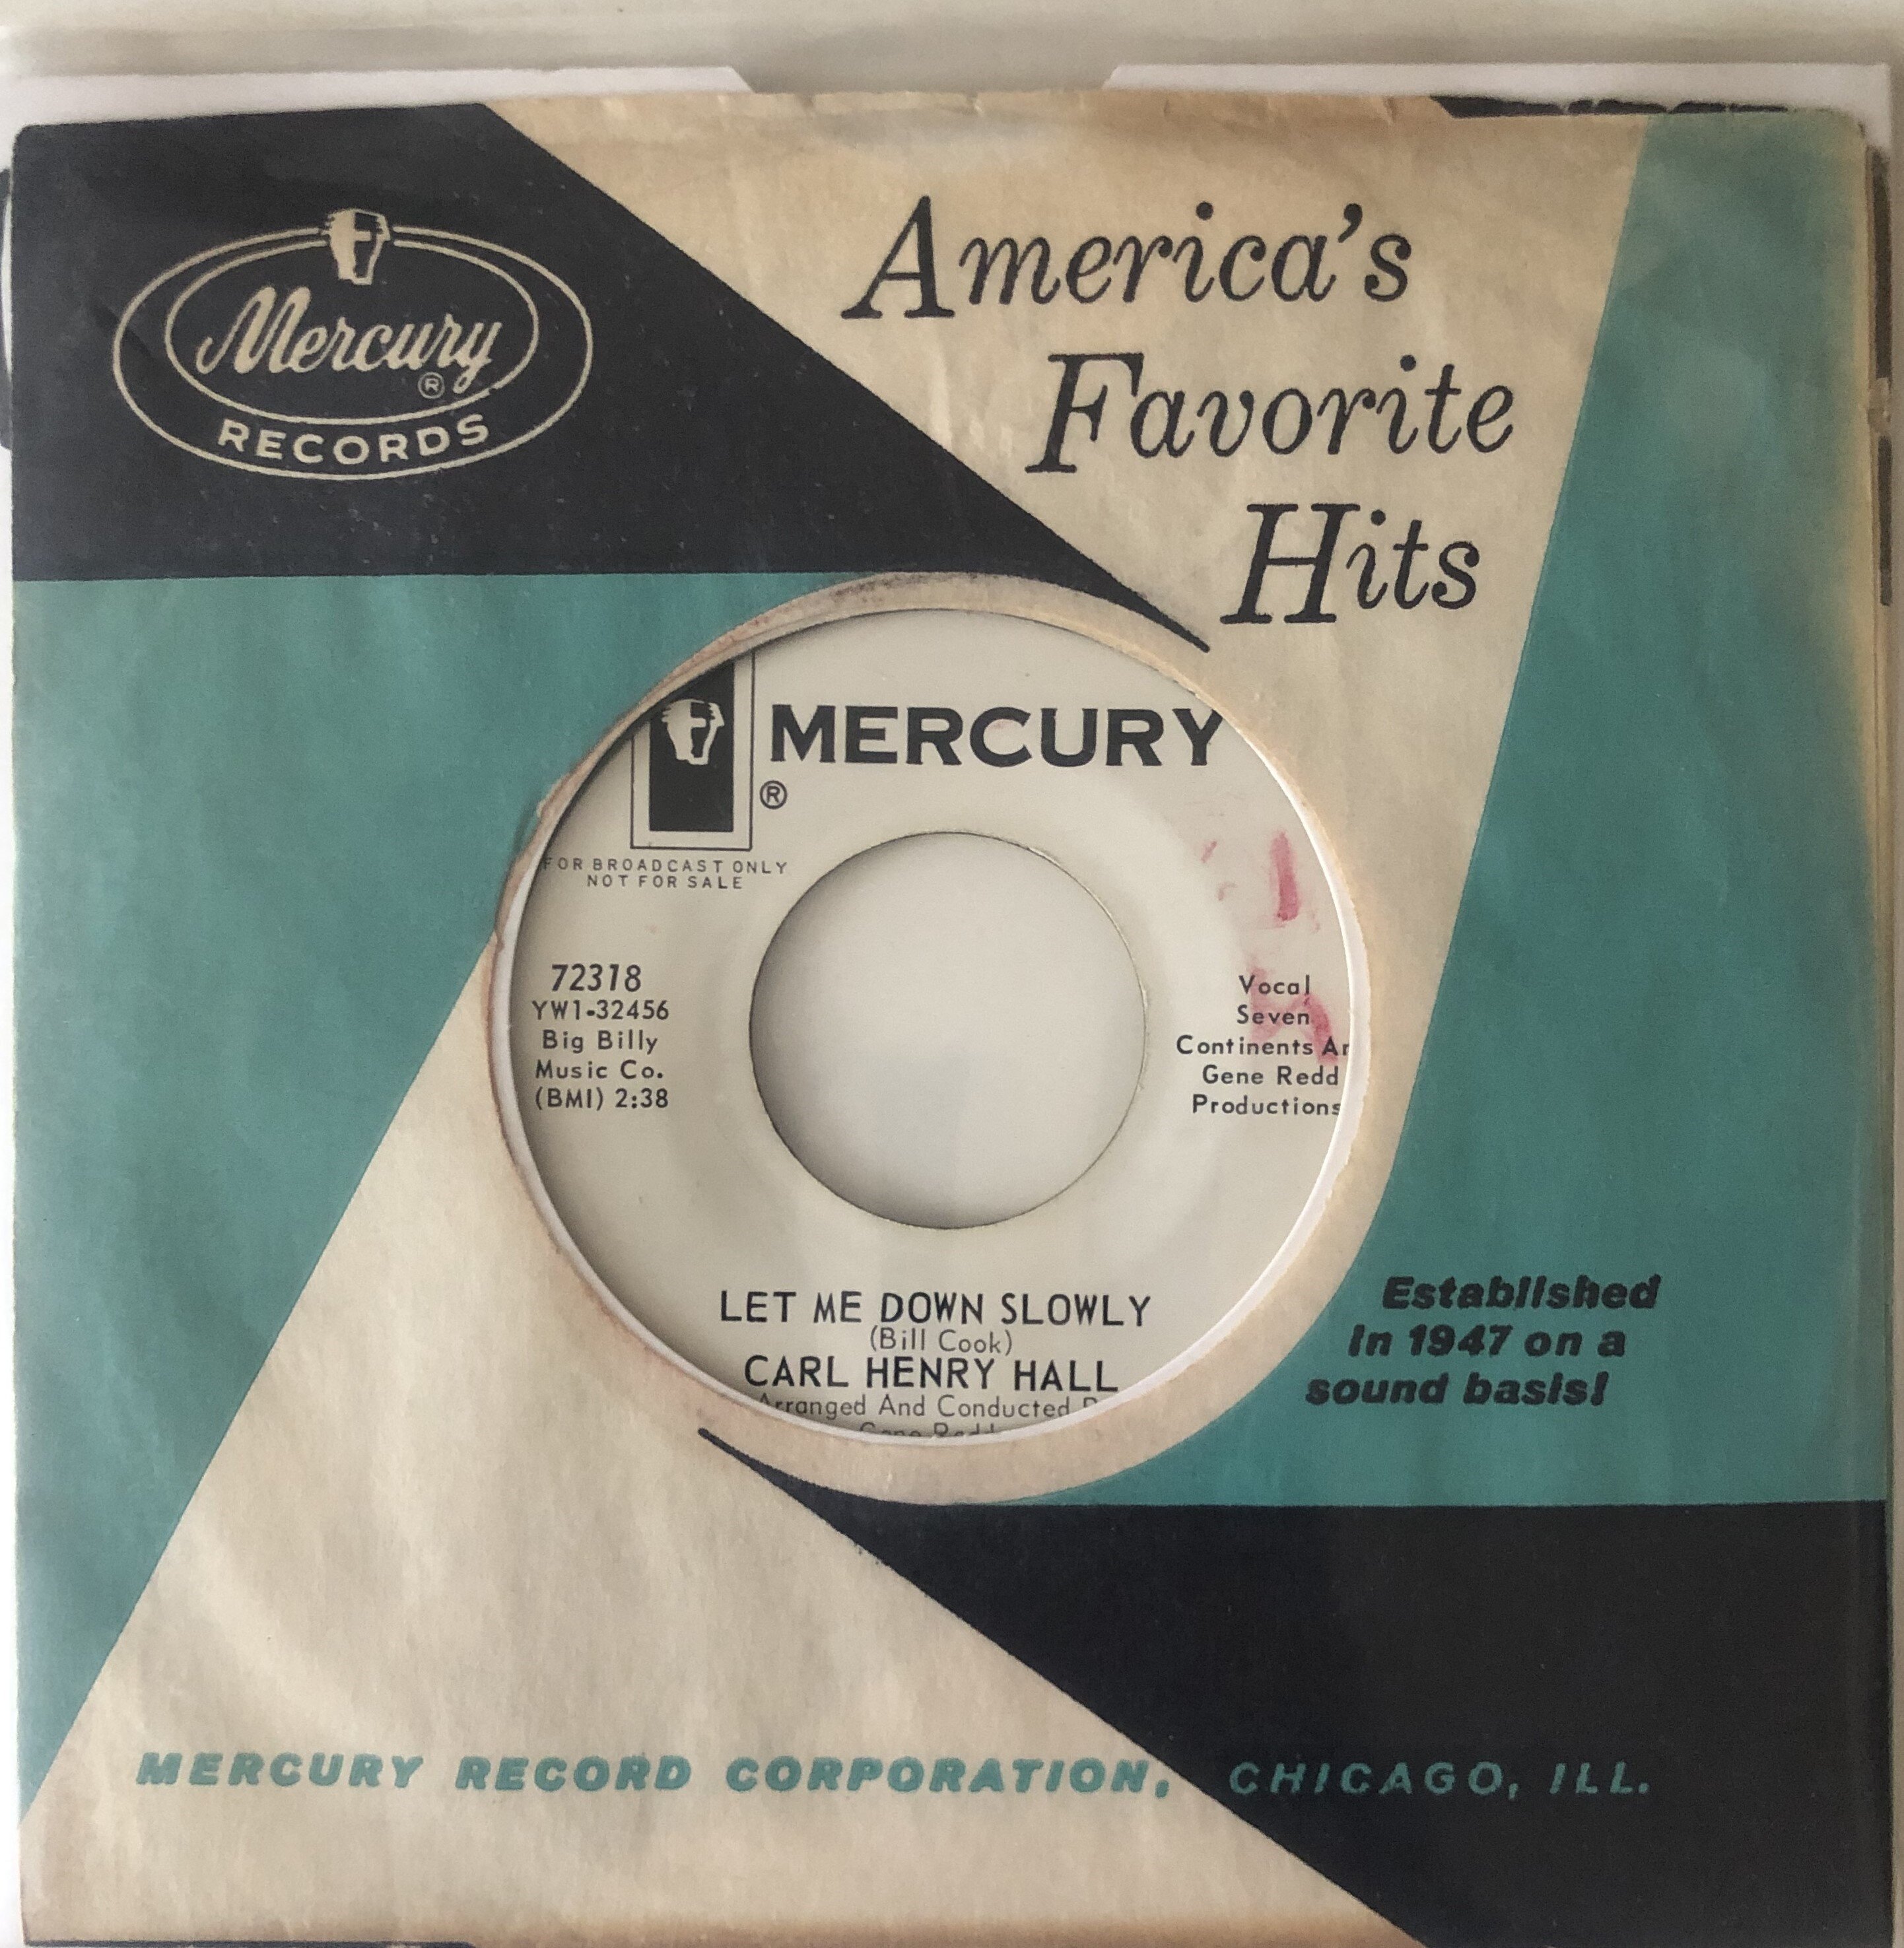 Mercury
®
RECORDS
America's
Favorite
Hits
MERCURY
®
FOR BROADCAST ONLY
NOT FOR SALE
72318
YW1-32456
Big Billy
Music Co.
(BMI) 2:38
Vocal
Seven
Continents
Gene Redd
Productions
LET ME DOWN SLOWLY
(Bill Cook)
CARL HENRY HALL
Arranged And Conducted
Gene Redd
Established
in 1947 on a
sound basis!
MERCURY RECORD CORPORATION, CHICAGO, ILL.